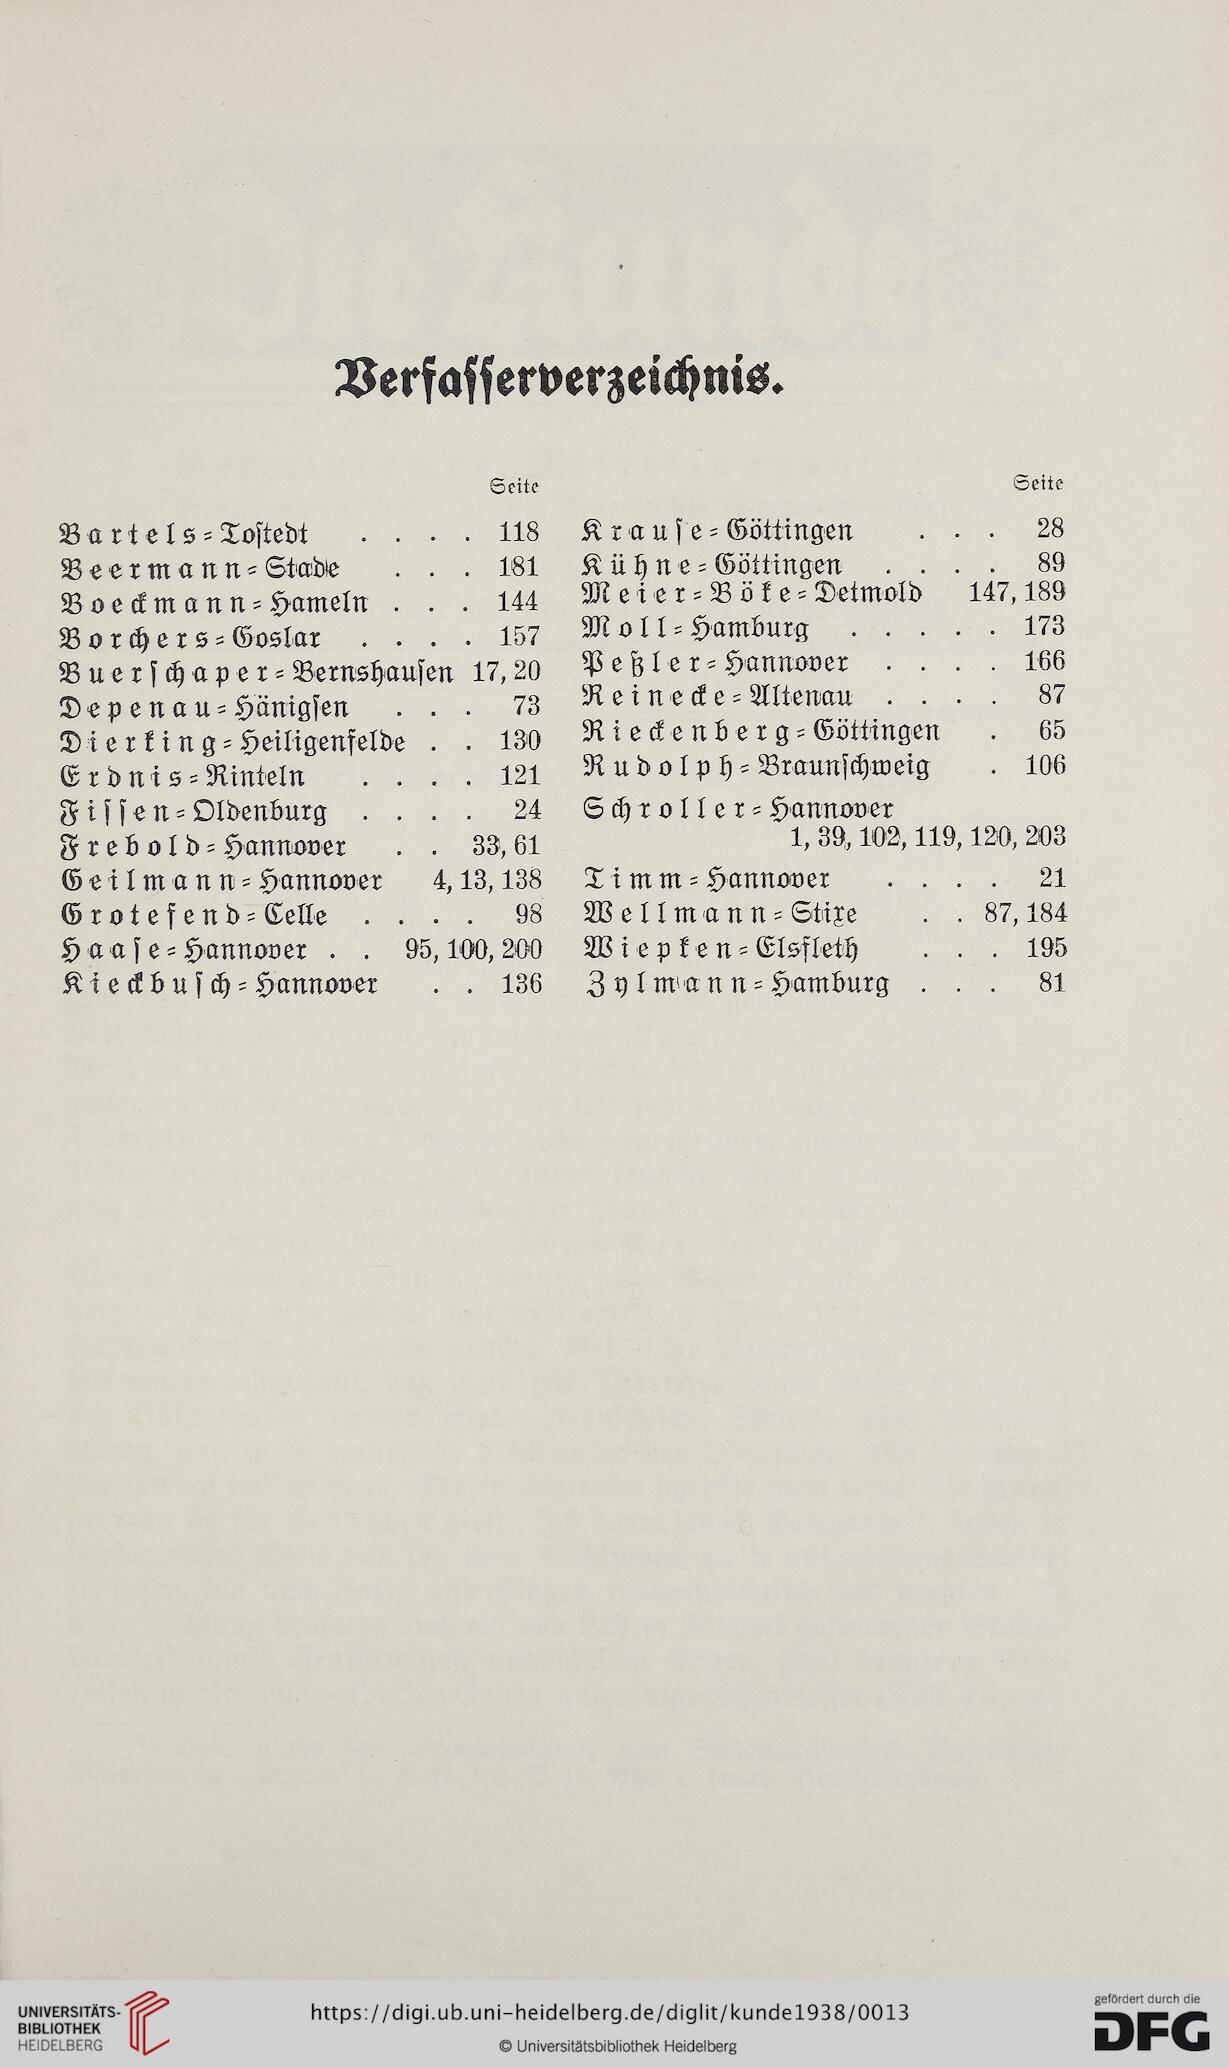 Verfasserverzeichnis.
Seite
Bartels-Tostedt . . . . 118
Beermann-Stade . . . 181
Boeckmann-Hameln . . . 144
Borchers-Goslar . . . . 157
Buerschaper-Bernshausen 17, 20
Depenau-Hänigsen . . . 73
Dierking-Heiligenfelde . . 130
Erdnis-Rinteln . . . . 121
Fissen-Oldenburg . . . . 24
Frebold-Hannover . . 33, 61
Geilmann-Hannover 4, 13, 138
Grotefend-Celle . . . . 98
Haase-Hannover . . 95, 100, 200
Kieckbusch-Hannover . . 136
Seite
Krause-Göttingen . . . 28
Kühne-Göttingen . . . . 89
Meier-Böke-Detmold 147, 189
Moll-Hamburg . . . . . 173
Peßler-Hannover . . . . 166
Reinecke-Altenau . . . . 87
Rieckenberg-Göttingen . 65
Rudolph-Braunschweig . 106
Schroller-Hannover
1, 39, 102, 119, 120, 203
Timm-Hannover . . . . 21
Wellmann-Stixe . . 87, 184
Wiepken-Elsfleth . . . 195
Zylmann-Hamburg . . . 81
UNIVERSITÄTS-
BIBLIOTHEK
HEIDELBERG
https://digi.ub.uni-heidelberg.de/diglit/kunde1938/0013
© Universitätsbibliothek Heidelberg
gefördert durch die
DFG